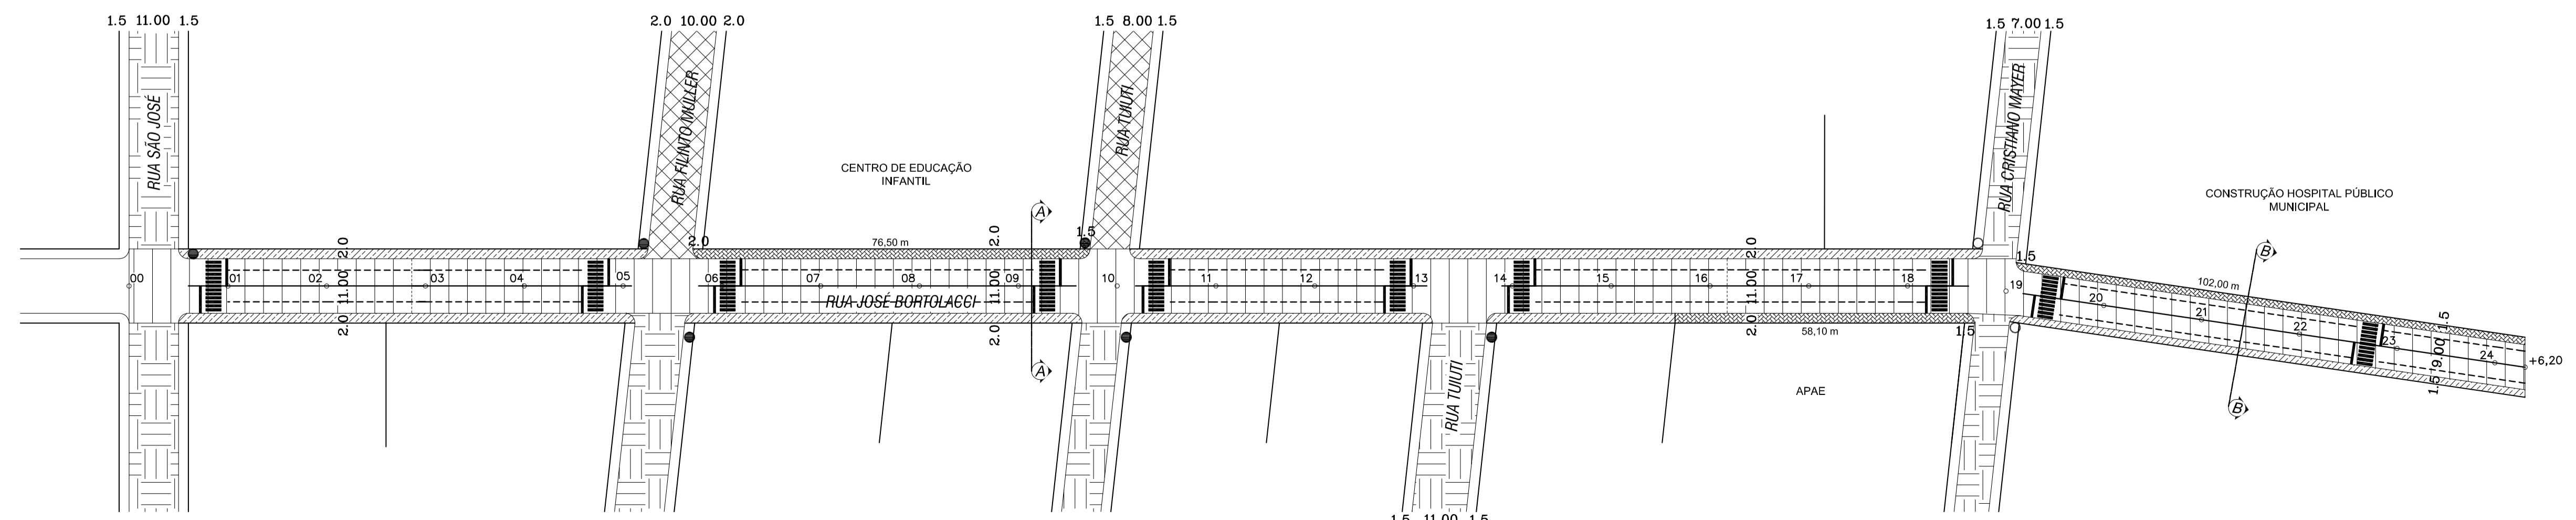 1.5 11.00 1.5
2.0 10.00 2.0
1.5 8.00 1.5
1.5 7.00 1.5
RUA SÃO JOSÉ
RUA FILINTO MULLER
RUA TUIUTI
RUA CRISTIANO MAYER
CENTRO DE EDUCAÇÃO
INFANTIL
CONSTRUÇÃO HOSPITAL PÚBLICO
MUNICIPAL
A
B
2.0
2.0
76,50 m
2.0
1.5
2.0
1.5
102,00 m
00
01
02
11.00
03
04
05
06
07
08
11.00
09
10
11
12
13
14
15
16
11.00
17
18
19
20
21
22
23
24
+6,20
RUA JOSÉ BORTOLACCI
2.0
2.0
2.0
58,10 m
1.5
1.5
9.00
1.5
A
B
RUA TUIUTI
APAE
1.5 11.00 1.5